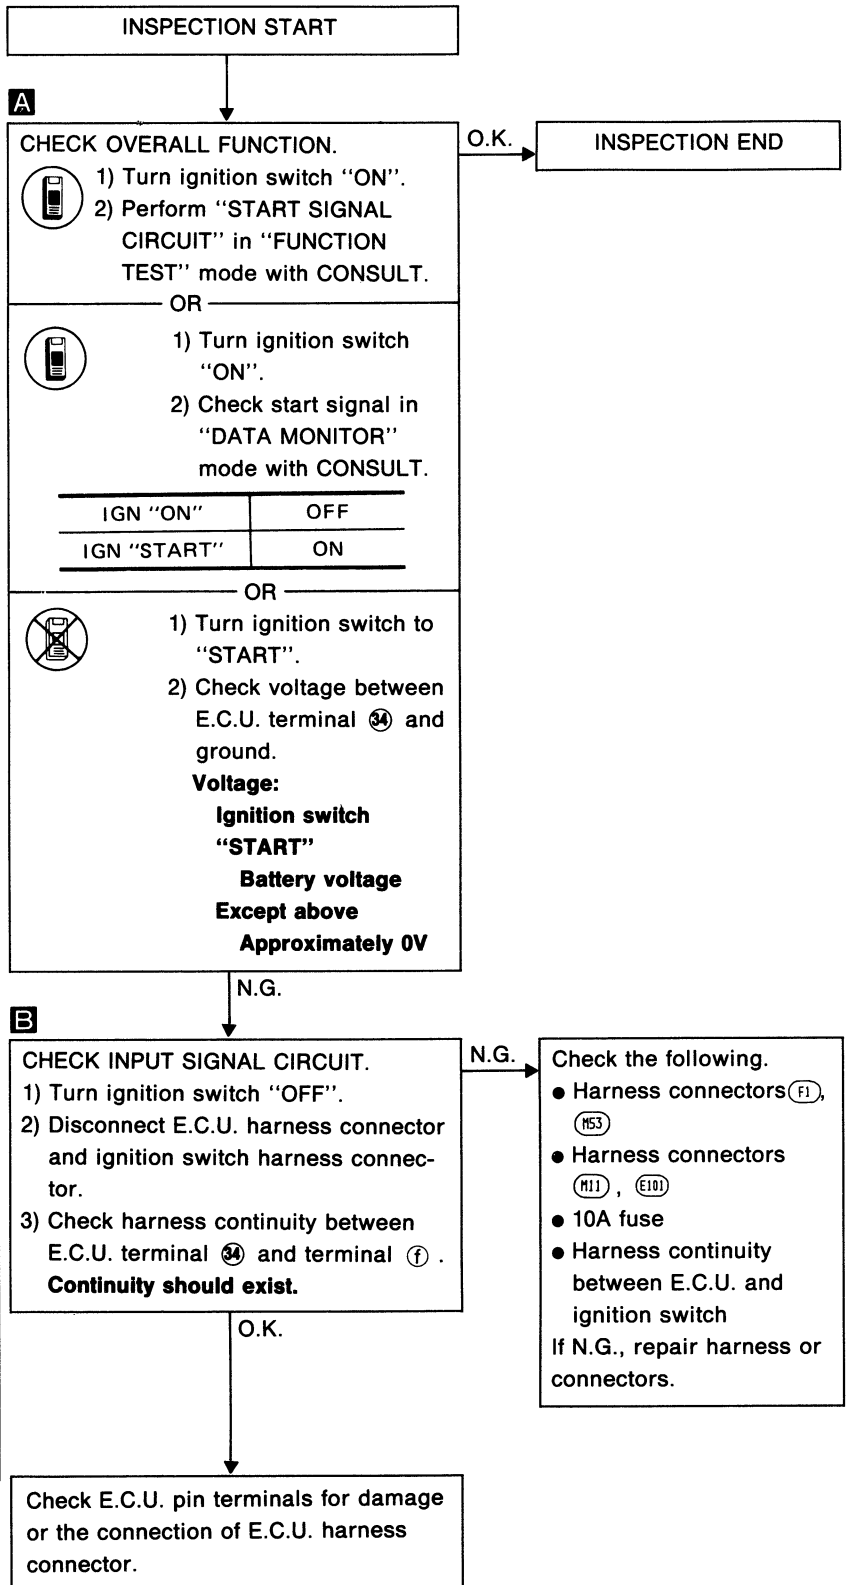 INSPECTION START
A
CHECK OVERALL FUNCTION.
1) Turn ignition switch "ON".
2) Perform "START SIGNAL
CIRCUIT" in "FUNCTION
TEST" mode with CONSULT.
O.K.
INSPECTION END
OR
1) Turn ignition switch
"ON".
2) Check start signal in
"DATA MONITOR"
mode with CONSULT.
IGN "ON" OFF
IGN "START" ON
OR
1) Turn ignition switch to
"START".
2) Check voltage between
E.C.U. terminal 34 and
ground.
Voltage:
Ignition switch
"START"
Battery voltage
Except above
Approximately 0V
N.G.
B
CHECK INPUT SIGNAL CIRCUIT.
1) Turn ignition switch "OFF".
2) Disconnect E.C.U. harness connector
and ignition switch harness connec-
tor.
3) Check harness continuity between
E.C.U. terminal 34 and terminal f .
Continuity should exist.
N.G.
Check the following.
● Harness connectors F1,
M53
● Harness connectors
M11 , E101
● 10A fuse
● Harness continuity
between E.C.U. and
ignition switch
If N.G., repair harness or
connectors.
O.K.
Check E.C.U. pin terminals for damage
or the connection of E.C.U. harness
connector.